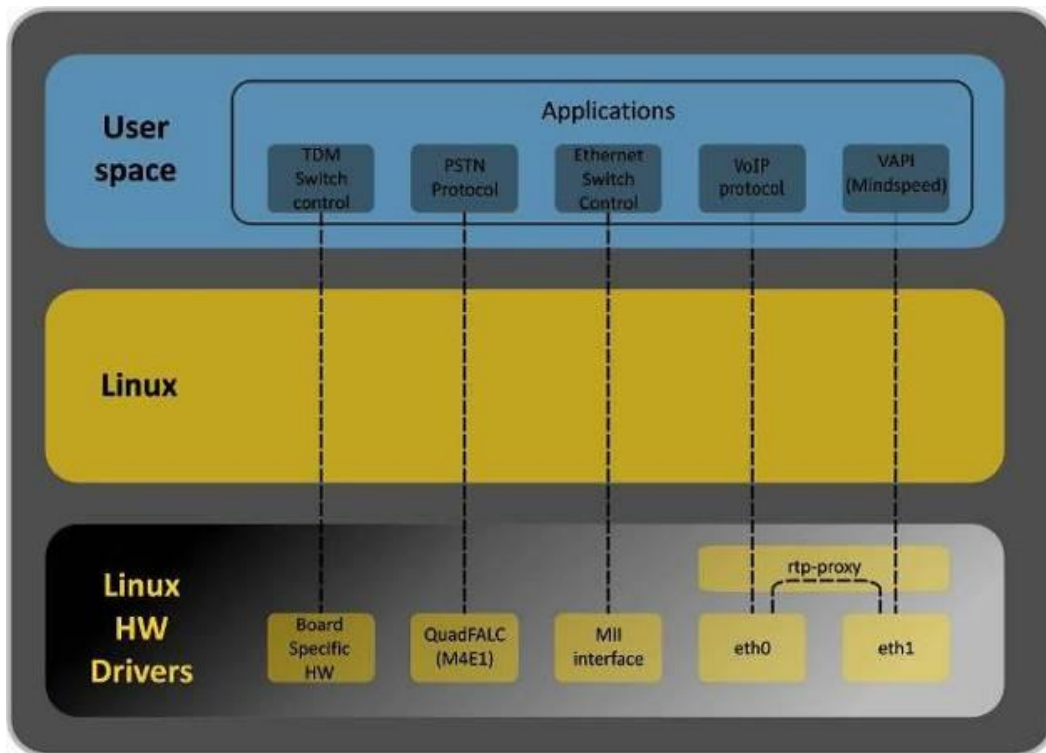 User
space
Applications
TDM
Switch
control
PSTN
Protocol
Ethernet
Switch
Control
VoIP
protocol
VAPI
(Mindspeed)
Linux
Linux
HW
Drivers
rtp-proxy
Board
Specific
HW
QuadFALC
(M4E1)
MII
interface
eth0
eth1